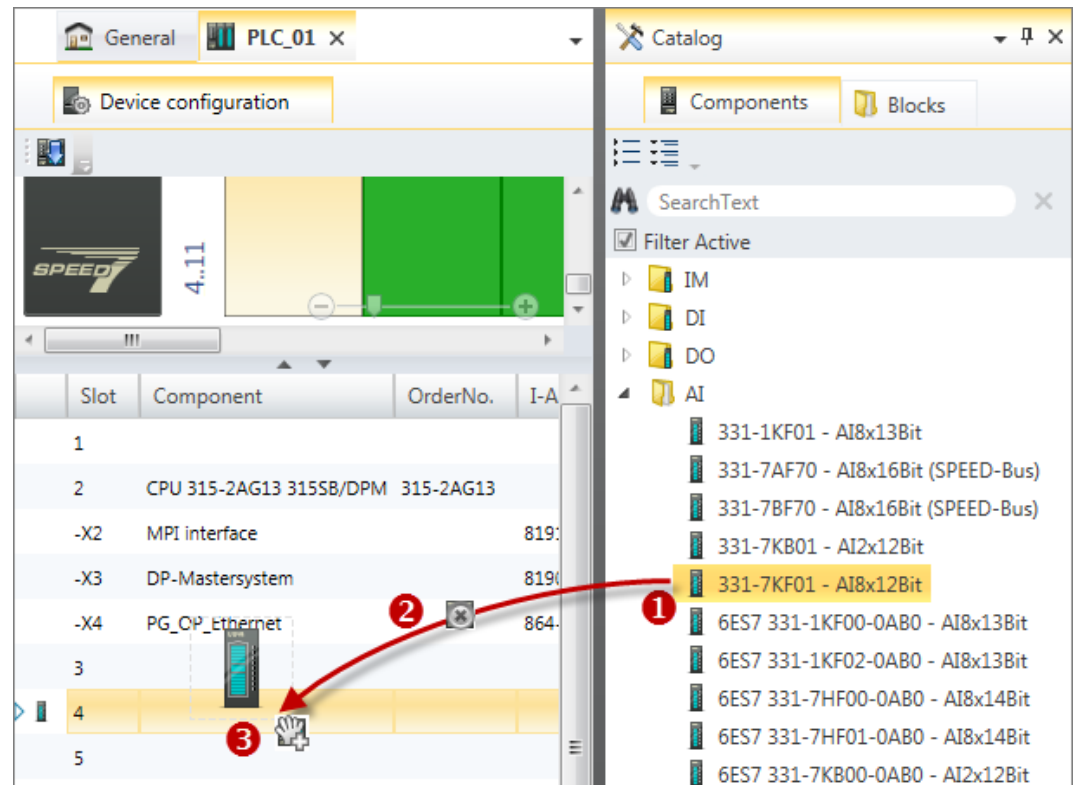 General PLC_01 ×
Device configuration
SPEED7
4..11
Slot Component OrderNo. I-A
1
2 CPU 315-2AG13 315SB/DPM 315-2AG13
-X2 MPI interface 8191
-X3 DP-Mastersystem 8190
-X4 PG_OP_Ethernet 864-
3
4
5
2
3
Catalog
Components Blocks
SearchText
Filter Active
IM
DI
DO
AI
331-1KF01 - AI8x13Bit
331-7AF70 - AI8x16Bit (SPEED-Bus)
331-7BF70 - AI8x16Bit (SPEED-Bus)
331-7KB01 - AI2x12Bit
331-7KF01 - AI8x12Bit
1
6ES7 331-1KF00-0AB0 - AI8x13Bit
6ES7 331-1KF02-0AB0 - AI8x13Bit
6ES7 331-7HF00-0AB0 - AI8x14Bit
6ES7 331-7HF01-0AB0 - AI8x14Bit
6ES7 331-7KB00-0AB0 - AI2x12Bit